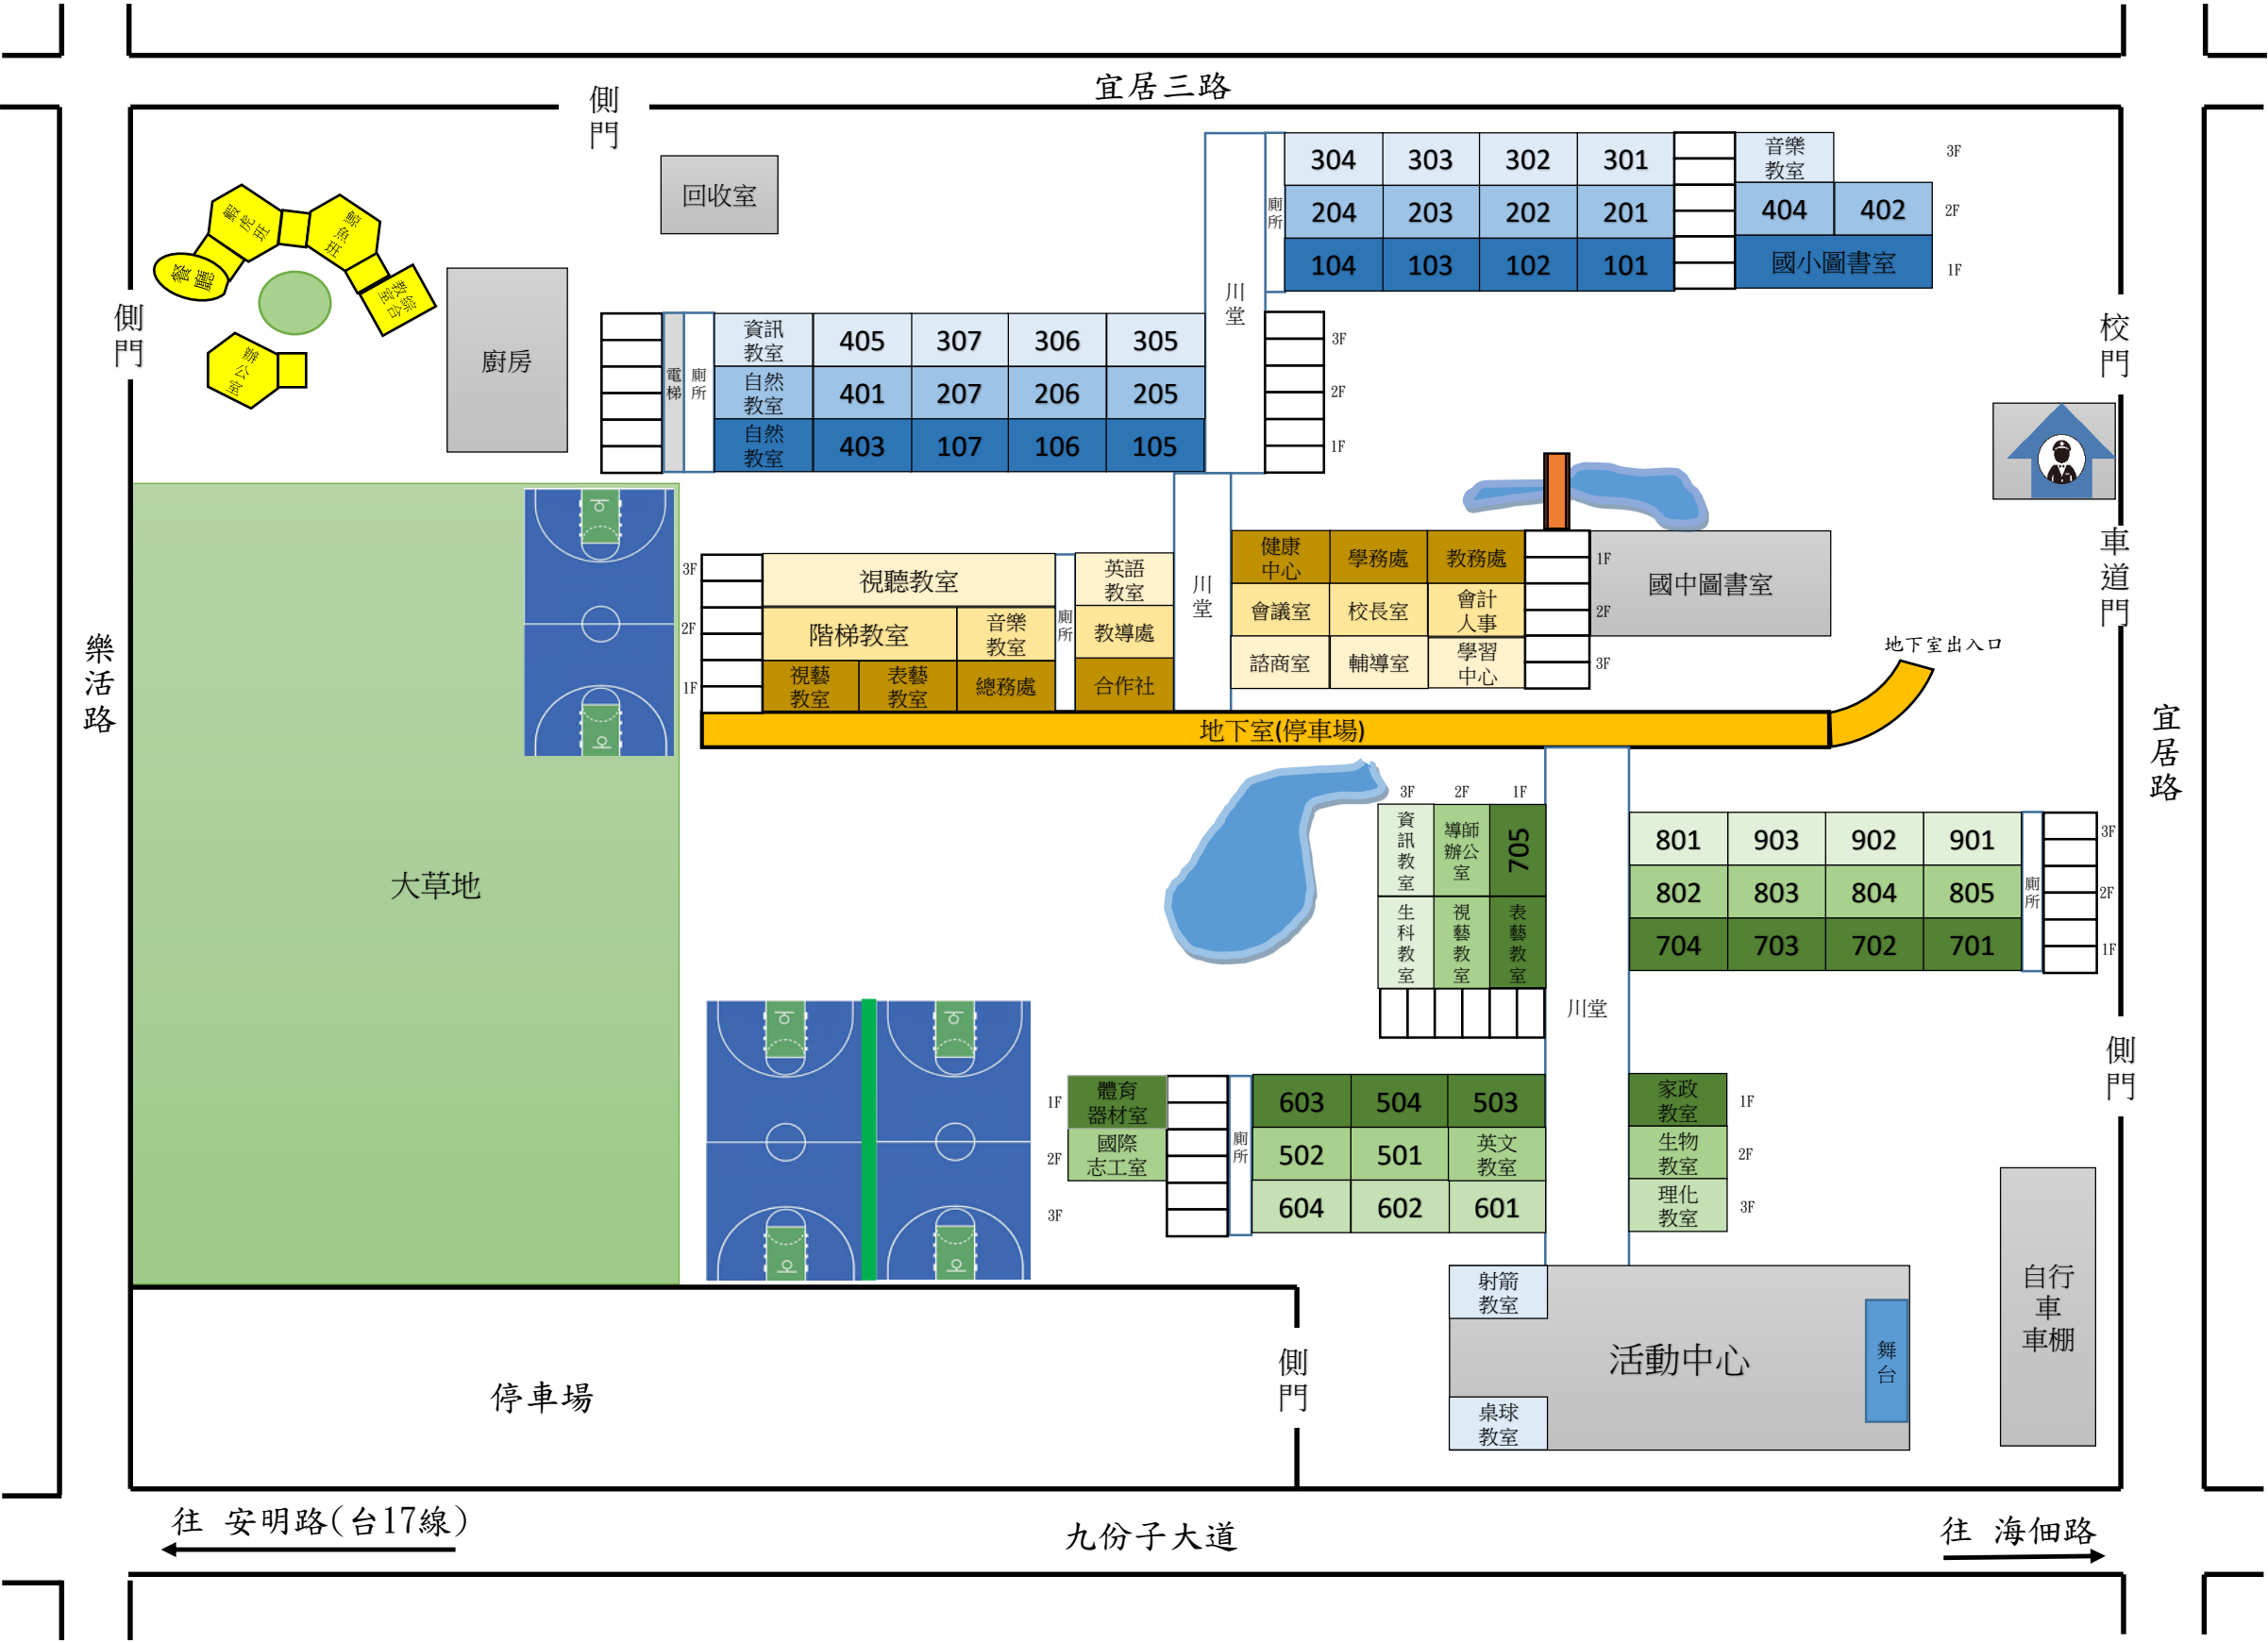 宜居三路
側門
回收室
304 303 302 301
音樂
教室
3F
廁所
204 203 202 201
404 402
2F
104 103 102 101
國小圖書室
1F
蝦虎班
鯨魚班
餐廳
綜合
教室
辦公室
側門
廚房
川堂
校門
電梯
廁所
資訊
教室
405 307 306 305
3F
自然
教室
401 207 206 205
2F
自然
教室
403 107 106 105
1F
車道門
健康
中心
學務處
教務處
1F
國中圖書室
會議室
校長室
會計
人事
2F
諮商室
輔導室
學習
中心
3F
川堂
3F
視聽教室
廁所
英語
教室
2F
階梯教室
音樂
教室
教導處
1F
視藝
教室
表藝
教室
總務處
合作社
地下室出入口
地下室(停車場)
樂活路
宜居路
大草地
3F 2F 1F
資訊教室
導師
辦公
室
705
生科教室
視藝教室
表藝教室
801 903 902 901
3F
802 803 804 805
廁所
2F
704 703 702 701
1F
川堂
側門
1F
體育
器材室
廁所
603 504 503
家政
教室
1F
2F
國際
志工室
502 501
英文
教室
生物
教室
2F
3F
604 602 601
理化
教室
3F
射箭
教室
活動中心
舞台
桌球
教室
自行
車
車棚
側門
停車場
往 安明路(台17線)
九份子大道
往 海佃路